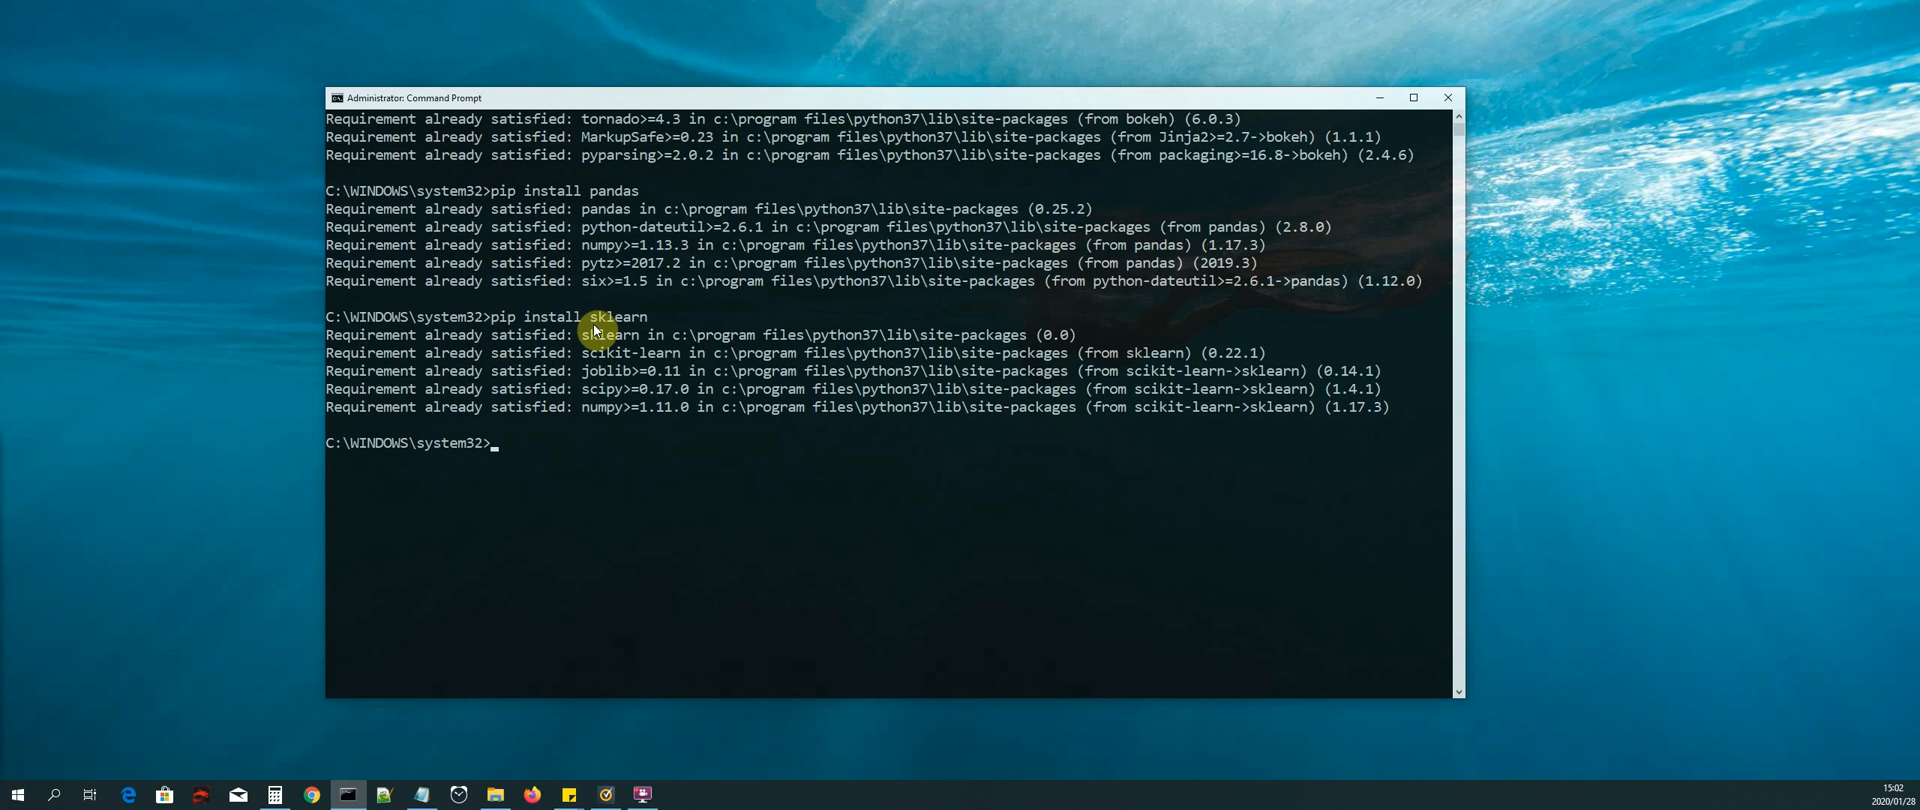 Administrator: Command Prompt
Requirement already satisfied: tornado>=4.3 in c:\program files\python37\lib\site-packages (from bokeh) (6.0.3)
Requirement already satisfied: MarkupSafe>=0.23 in c:\program files\python37\lib\site-packages (from Jinja2>=2.7->bokeh) (1.1.1)
Requirement already satisfied: pyparsing>=2.0.2 in c:\program files\python37\lib\site-packages (from packaging>=16.8->bokeh) (2.4.6)
C:\WINDOWS\system32>pip install pandas
Requirement already satisfied: pandas in c:\program files\python37\lib\site-packages (0.25.2)
Requirement already satisfied: python-dateutil>=2.6.1 in c:\program files\python37\lib\site-packages (from pandas) (2.8.0)
Requirement already satisfied: numpy>=1.13.3 in c:\program files\python37\lib\site-packages (from pandas) (1.17.3)
Requirement already satisfied: pytz>=2017.2 in c:\program files\python37\lib\site-packages (from pandas) (2019.3)
Requirement already satisfied: six>=1.5 in c:\program files\python37\lib\site-packages (from python-dateutil>=2.6.1->pandas) (1.12.0)
C:\WINDOWS\system32>pip install sklearn
Requirement already satisfied: sklearn in c:\program files\python37\lib\site-packages (0.0)
Requirement already satisfied: scikit-learn in c:\program files\python37\lib\site-packages (from sklearn) (0.22.1)
Requirement already satisfied: joblib>=0.11 in c:\program files\python37\lib\site-packages (from scikit-learn->sklearn) (0.14.1)
Requirement already satisfied: scipy>=0.17.0 in c:\program files\python37\lib\site-packages (from scikit-learn->sklearn) (1.4.1)
Requirement already satisfied: numpy>=1.11.0 in c:\program files\python37\lib\site-packages (from scikit-learn->sklearn) (1.17.3)
C:\WINDOWS\system32>
15:02
2020/01/28